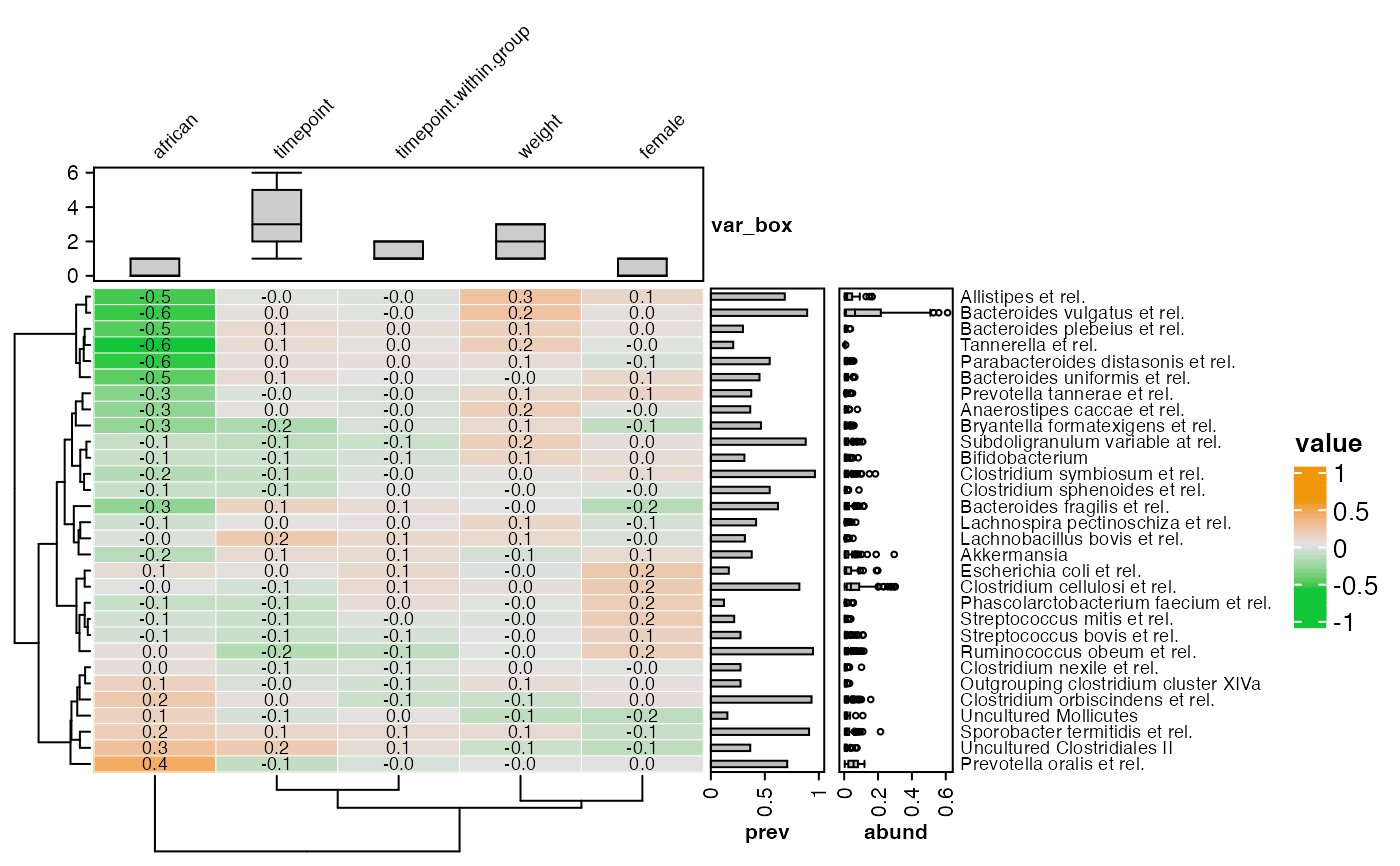 african timepoint timepoint.within.group weight female
6
4
2
0
var_box
-0.5 -0.0 -0.0 0.3 0.1 Allistipes et rel.
-0.6 0.0 -0.0 0.2 0.0 Bacteroides vulgatus et rel.
-0.5 0.1 0.0 0.1 0.0 Bacteroides plebeius et rel.
-0.6 0.1 0.0 0.2 -0.0 Tannerella et rel.
-0.6 0.0 0.0 0.1 -0.1 Parabacteroides distasonis et rel.
-0.5 0.1 -0.0 -0.0 0.1 Bacteroides uniformis et rel.
-0.3 -0.0 -0.0 0.1 0.1 Prevotella tannerae et rel.
-0.3 0.0 -0.0 0.2 -0.0 Anaerostipes caccae et rel.
-0.3 -0.2 -0.0 0.1 -0.1 Bryantella formatexigens et rel.
-0.1 -0.1 -0.1 0.2 0.0 Subdoligranulum variable at rel.
-0.1 -0.1 -0.1 0.1 0.0 Bifidobacterium
-0.2 -0.1 -0.0 0.0 0.1 Clostridium symbiosum et rel.
-0.1 -0.1 0.0 -0.0 -0.0 Clostridium sphenoides et rel.
-0.3 0.1 0.1 -0.0 -0.2 Bacteroides fragilis et rel.
-0.1 0.0 0.0 0.1 -0.1 Lachnospira pectinoschiza et rel.
-0.0 0.2 0.1 0.1 -0.0 Lachnobacillus bovis et rel.
-0.2 0.1 0.1 -0.1 0.1 Akkermansia
0.1 0.0 0.1 -0.0 0.2 Escherichia coli et rel.
-0.0 -0.1 0.1 0.0 0.2 Clostridium cellulosi et rel.
-0.1 -0.1 0.0 -0.0 0.2 Phascolarctobacterium faecium et rel.
-0.1 -0.1 -0.0 -0.0 0.2 Streptococcus mitis et rel.
-0.1 -0.1 -0.1 -0.0 0.1 Streptococcus bovis et rel.
0.0 -0.2 -0.1 -0.0 0.2 Ruminococcus obeum et rel.
0.0 -0.1 -0.1 0.0 -0.0 Clostridium nexile et rel.
0.1 -0.0 -0.1 0.1 0.0 Outgrouping clostridium cluster XIVa
0.2 0.0 -0.1 -0.1 0.0 Clostridium orbiscindens et rel.
0.1 -0.1 0.0 -0.1 -0.2 Uncultured Mollicutes
0.2 0.1 0.1 0.1 -0.1 Sporobacter termitidis et rel.
0.3 0.2 0.1 -0.1 -0.1 Uncultured Clostridiales II
0.4 -0.1 -0.0 -0.0 0.0 Prevotella oralis et rel.
0 0.5 1
prev
0 0.2 0.4 0.6
abund
value
1
0.5
0
-0.5
-1